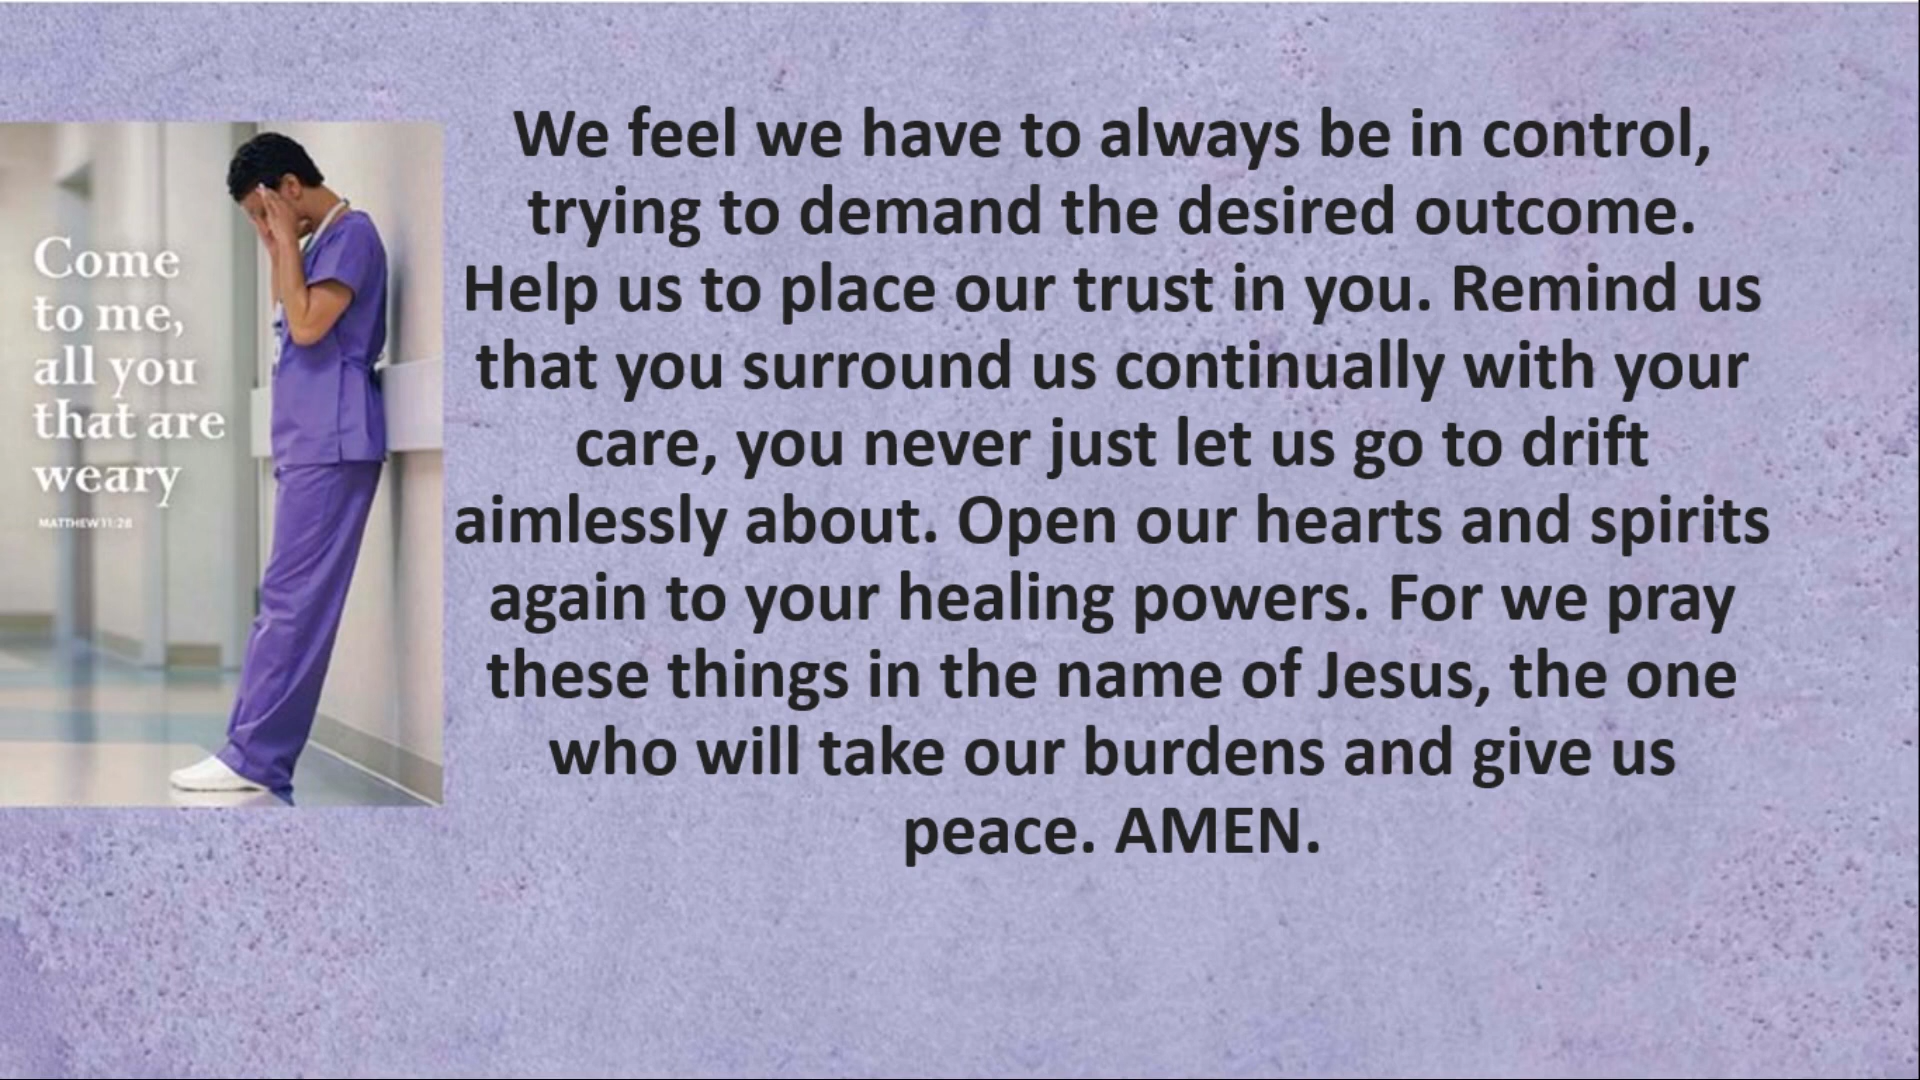 Come
to me,
all you
that are
weary
MATTHEW 11:28
We feel we have to always be in control,
trying to demand the desired outcome.
Help us to place our trust in you. Remind us
that you surround us continually with your
care, you never just let us go to drift
aimlessly about. Open our hearts and spirits
again to your healing powers. For we pray
these things in the name of Jesus, the one
who will take our burdens and give us
peace. AMEN.